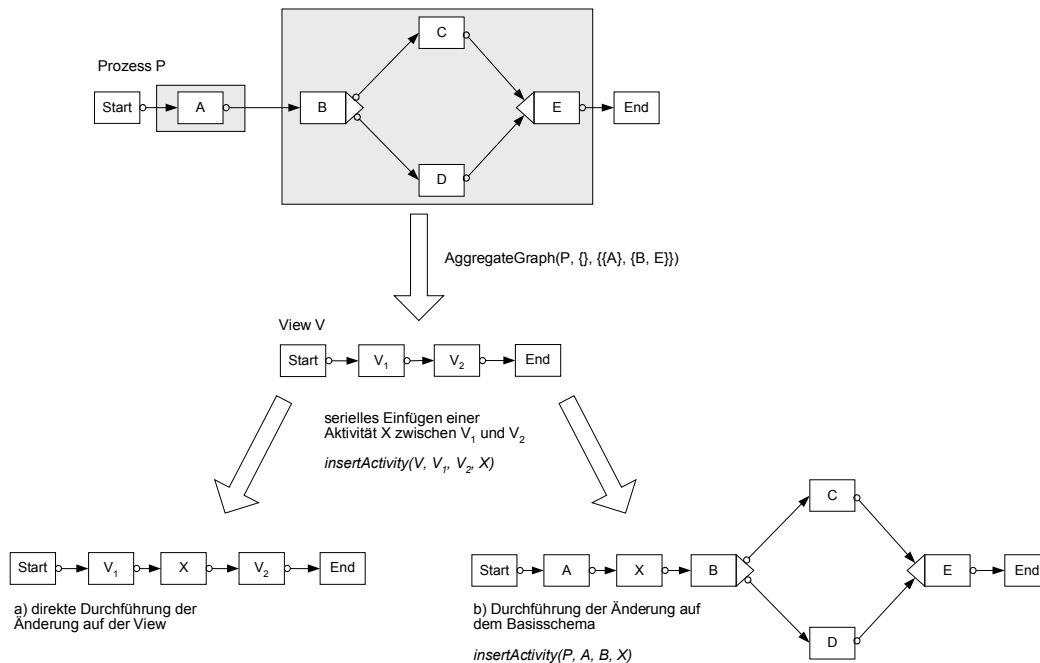 C
Prozess P
Start
A
B
E
End
D
AggregateGraph(P, {}, {{A}, {B, E}})
View V
Start
V1
V2
End
serielles Einfügen einer
Aktivität X zwischen V1 und V2
insertActivity(V, V1, V2, X)
C
Start
V1
X
V2
End
Start
A
X
B
E
End
a) direkte Durchführung der
Änderung auf der View
b) Durchführung der Änderung auf
dem Basisschema
D
insertActivity(P, A, B, X)